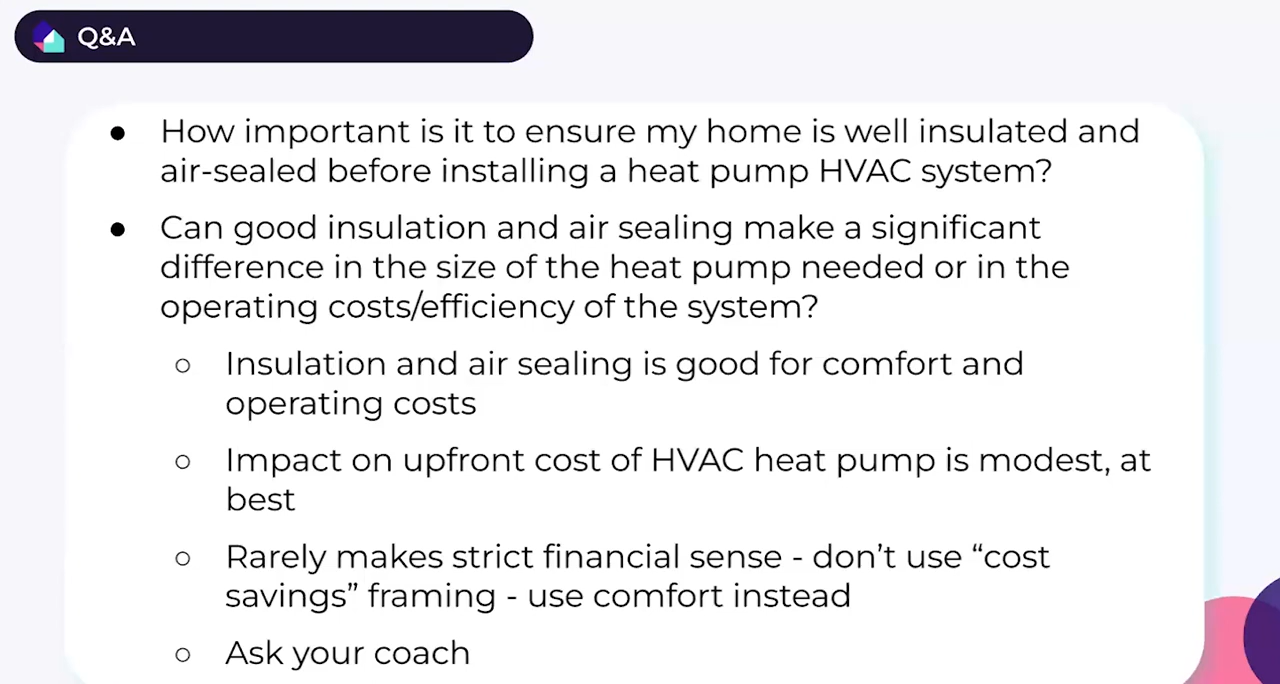 Q&A
● How important is it to ensure my home is well insulated and
air-sealed before installing a heat pump HVAC system?
● Can good insulation and air sealing make a significant
difference in the size of the heat pump needed or in the
operating costs/efficiency of the system?
○ Insulation and air sealing is good for comfort and
operating costs
○ Impact on upfront cost of HVAC heat pump is modest, at
best
○ Rarely makes strict financial sense - don’t use “cost
savings” framing - use comfort instead
○ Ask your coach